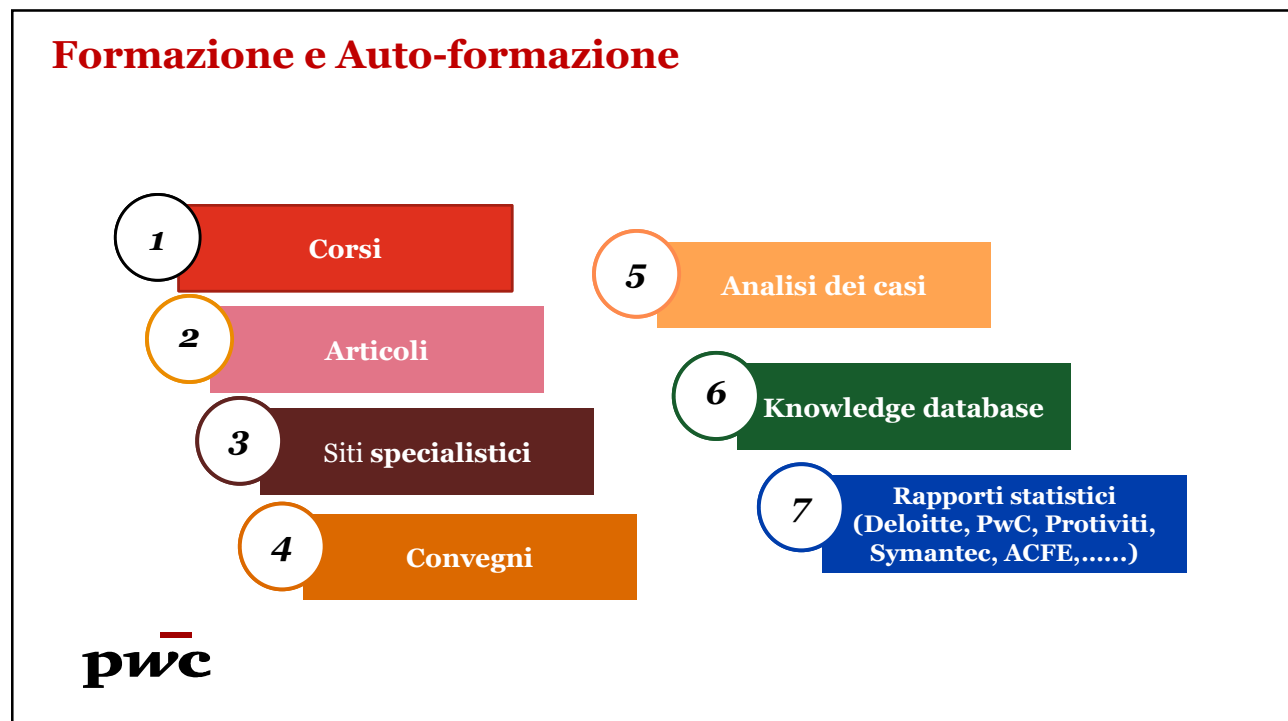 Formazione e Auto-formazione
1
Corsi
2
Articoli
3
Siti specialistici
4
Convegni
5
Analisi dei casi
6
Knowledge database
7
Rapporti statistici
(Deloitte, PwC, Protiviti,
Symantec, ACFE,......)
pwc